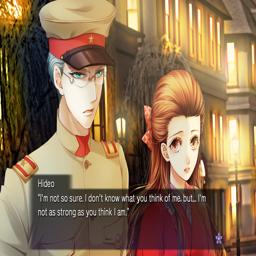 Hideo
"I'm not so sure. I don't know what you think of me, but... I'm
not as strong as you think I am."